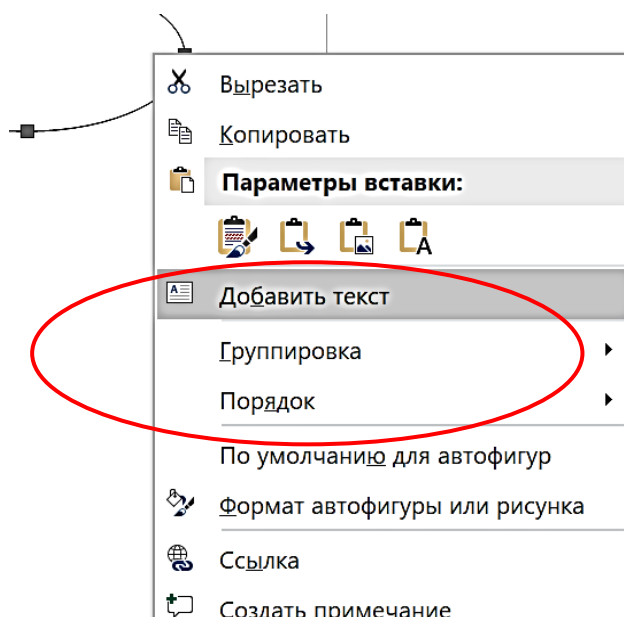 Вырезать
Копировать
Параметры вставки:
Добавить текст
Группировка
Порядок
По умолчанию для автофигур
Формат автофигуры или рисунка
Ссылка
Создать примечание